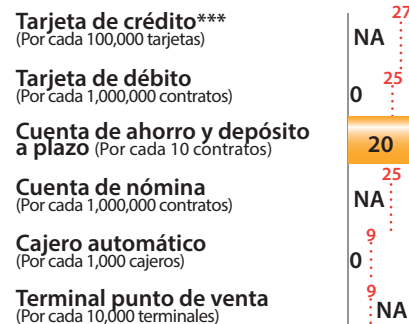 27
Tarjeta de crédito***
(Por cada 100,000 tarjetas)
NA
Tarjeta de débito
25
(Por cada 1,000,000 contratos)
0
Cuenta de ahorro y depósito
a plazo (Por cada 10 contratos)
20
Cuenta de nómina
25
(Por cada 1,000,000 contratos)
NA
Cajero automático
9
(Por cada 1,000 cajeros)
0
Terminal punto de venta
9
(Por cada 10,000 terminales)
NA